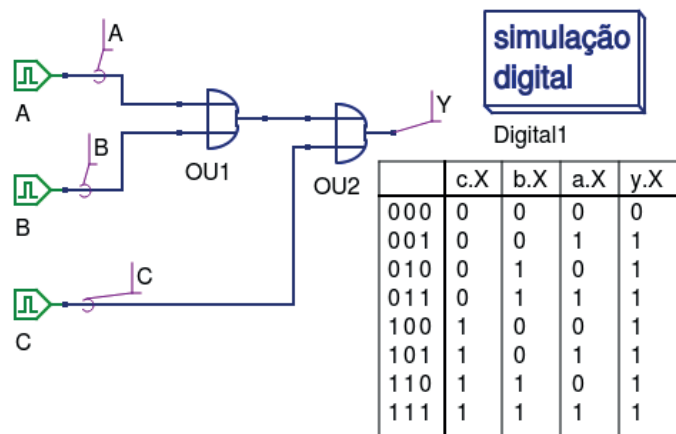 A
simulação
digital
Y
A
B
OU1
Digital1
OU2
B
C
C
c.X b.X a.X y.X
000 0 0 0 0
001 0 0 1 1
010 0 1 0 1
011 0 1 1 1
100 1 0 0 1
101 1 0 1 1
110 1 1 0 1
111 1 1 1 1